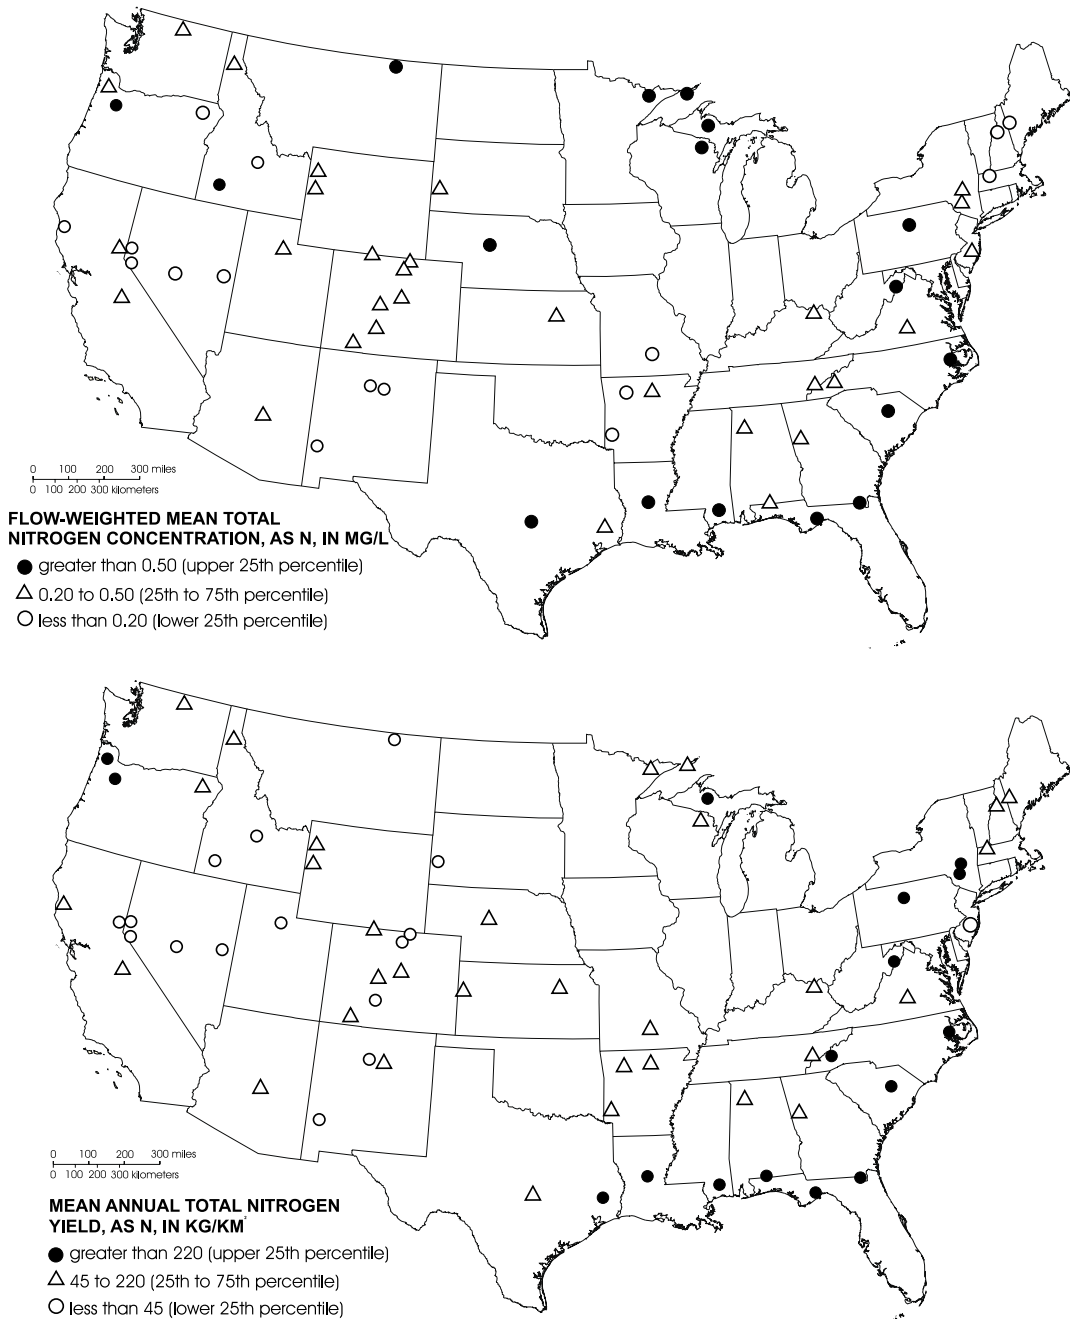 0 100 200 300 miles
0 100 200 300 kilometers
FLOW-WEIGHTED MEAN TOTAL
NITROGEN CONCENTRATION, AS N, IN MG/L
greater than 0.50 (upper 25th percentile)
0.20 to 0.50 (25th to 75th percentile)
less than 0.20 (lower 25th percentile)
0 100 200 300 miles
0 100 200 300 kilometers
MEAN ANNUAL TOTAL NITROGEN
YIELD, AS N, IN KG/KM²
greater than 220 (upper 25th percentile)
45 to 220 (25th to 75th percentile)
less than 45 (lower 25th percentile)